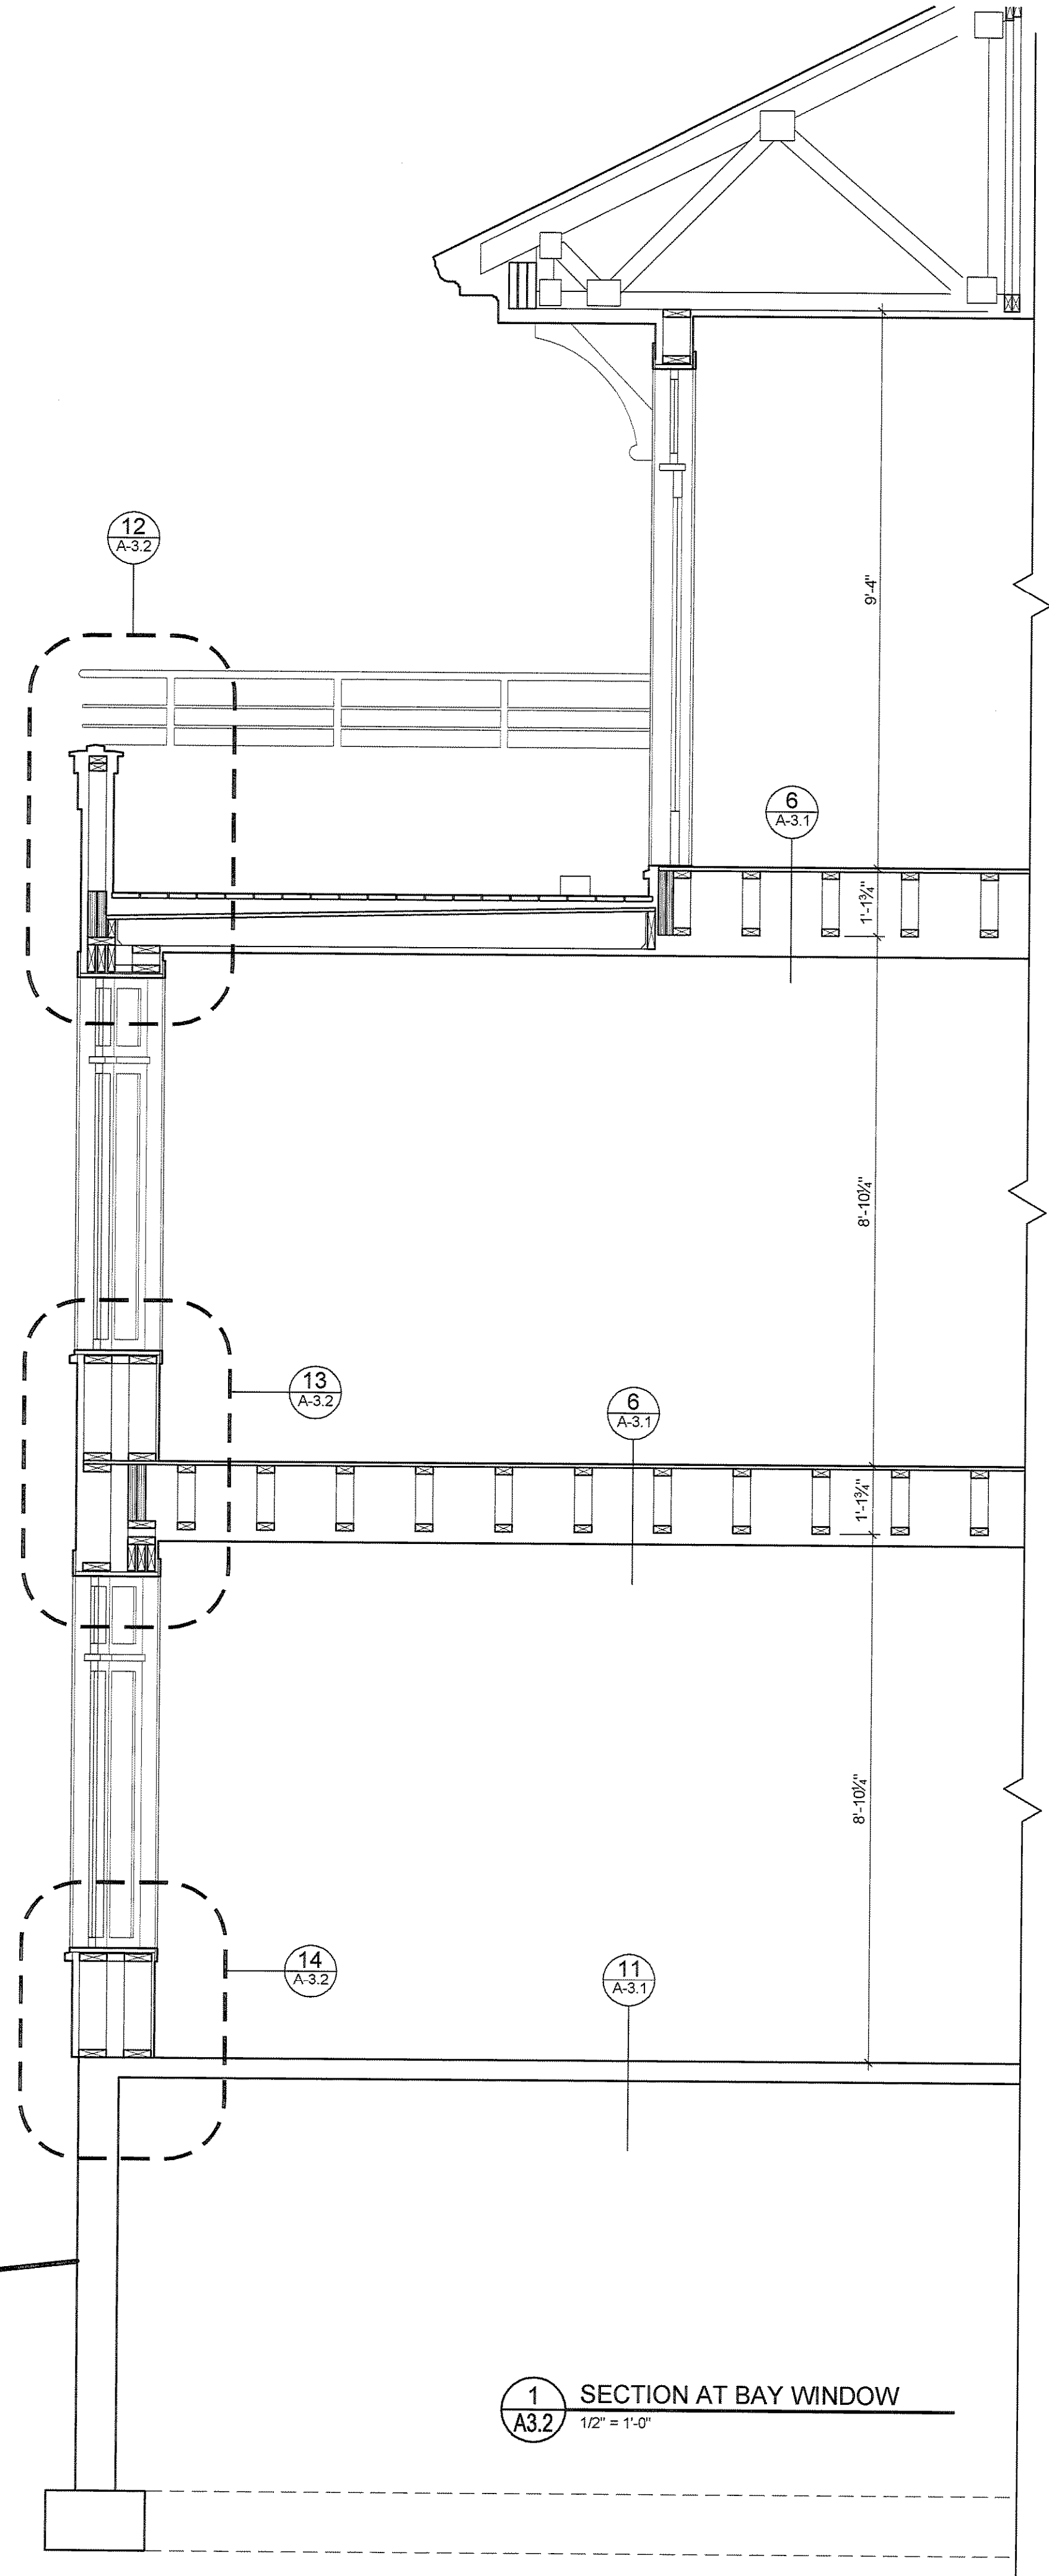 12
A-3.2
9'-4"
6
A-3.1
1'-1¾"
8'-10¼"
13
A-3.2
6
A-3.1
1'-1¾"
8'-10¼"
14
A-3.2
11
A-3.1
1
A3.2
SECTION AT BAY WINDOW
1/2" = 1'-0"